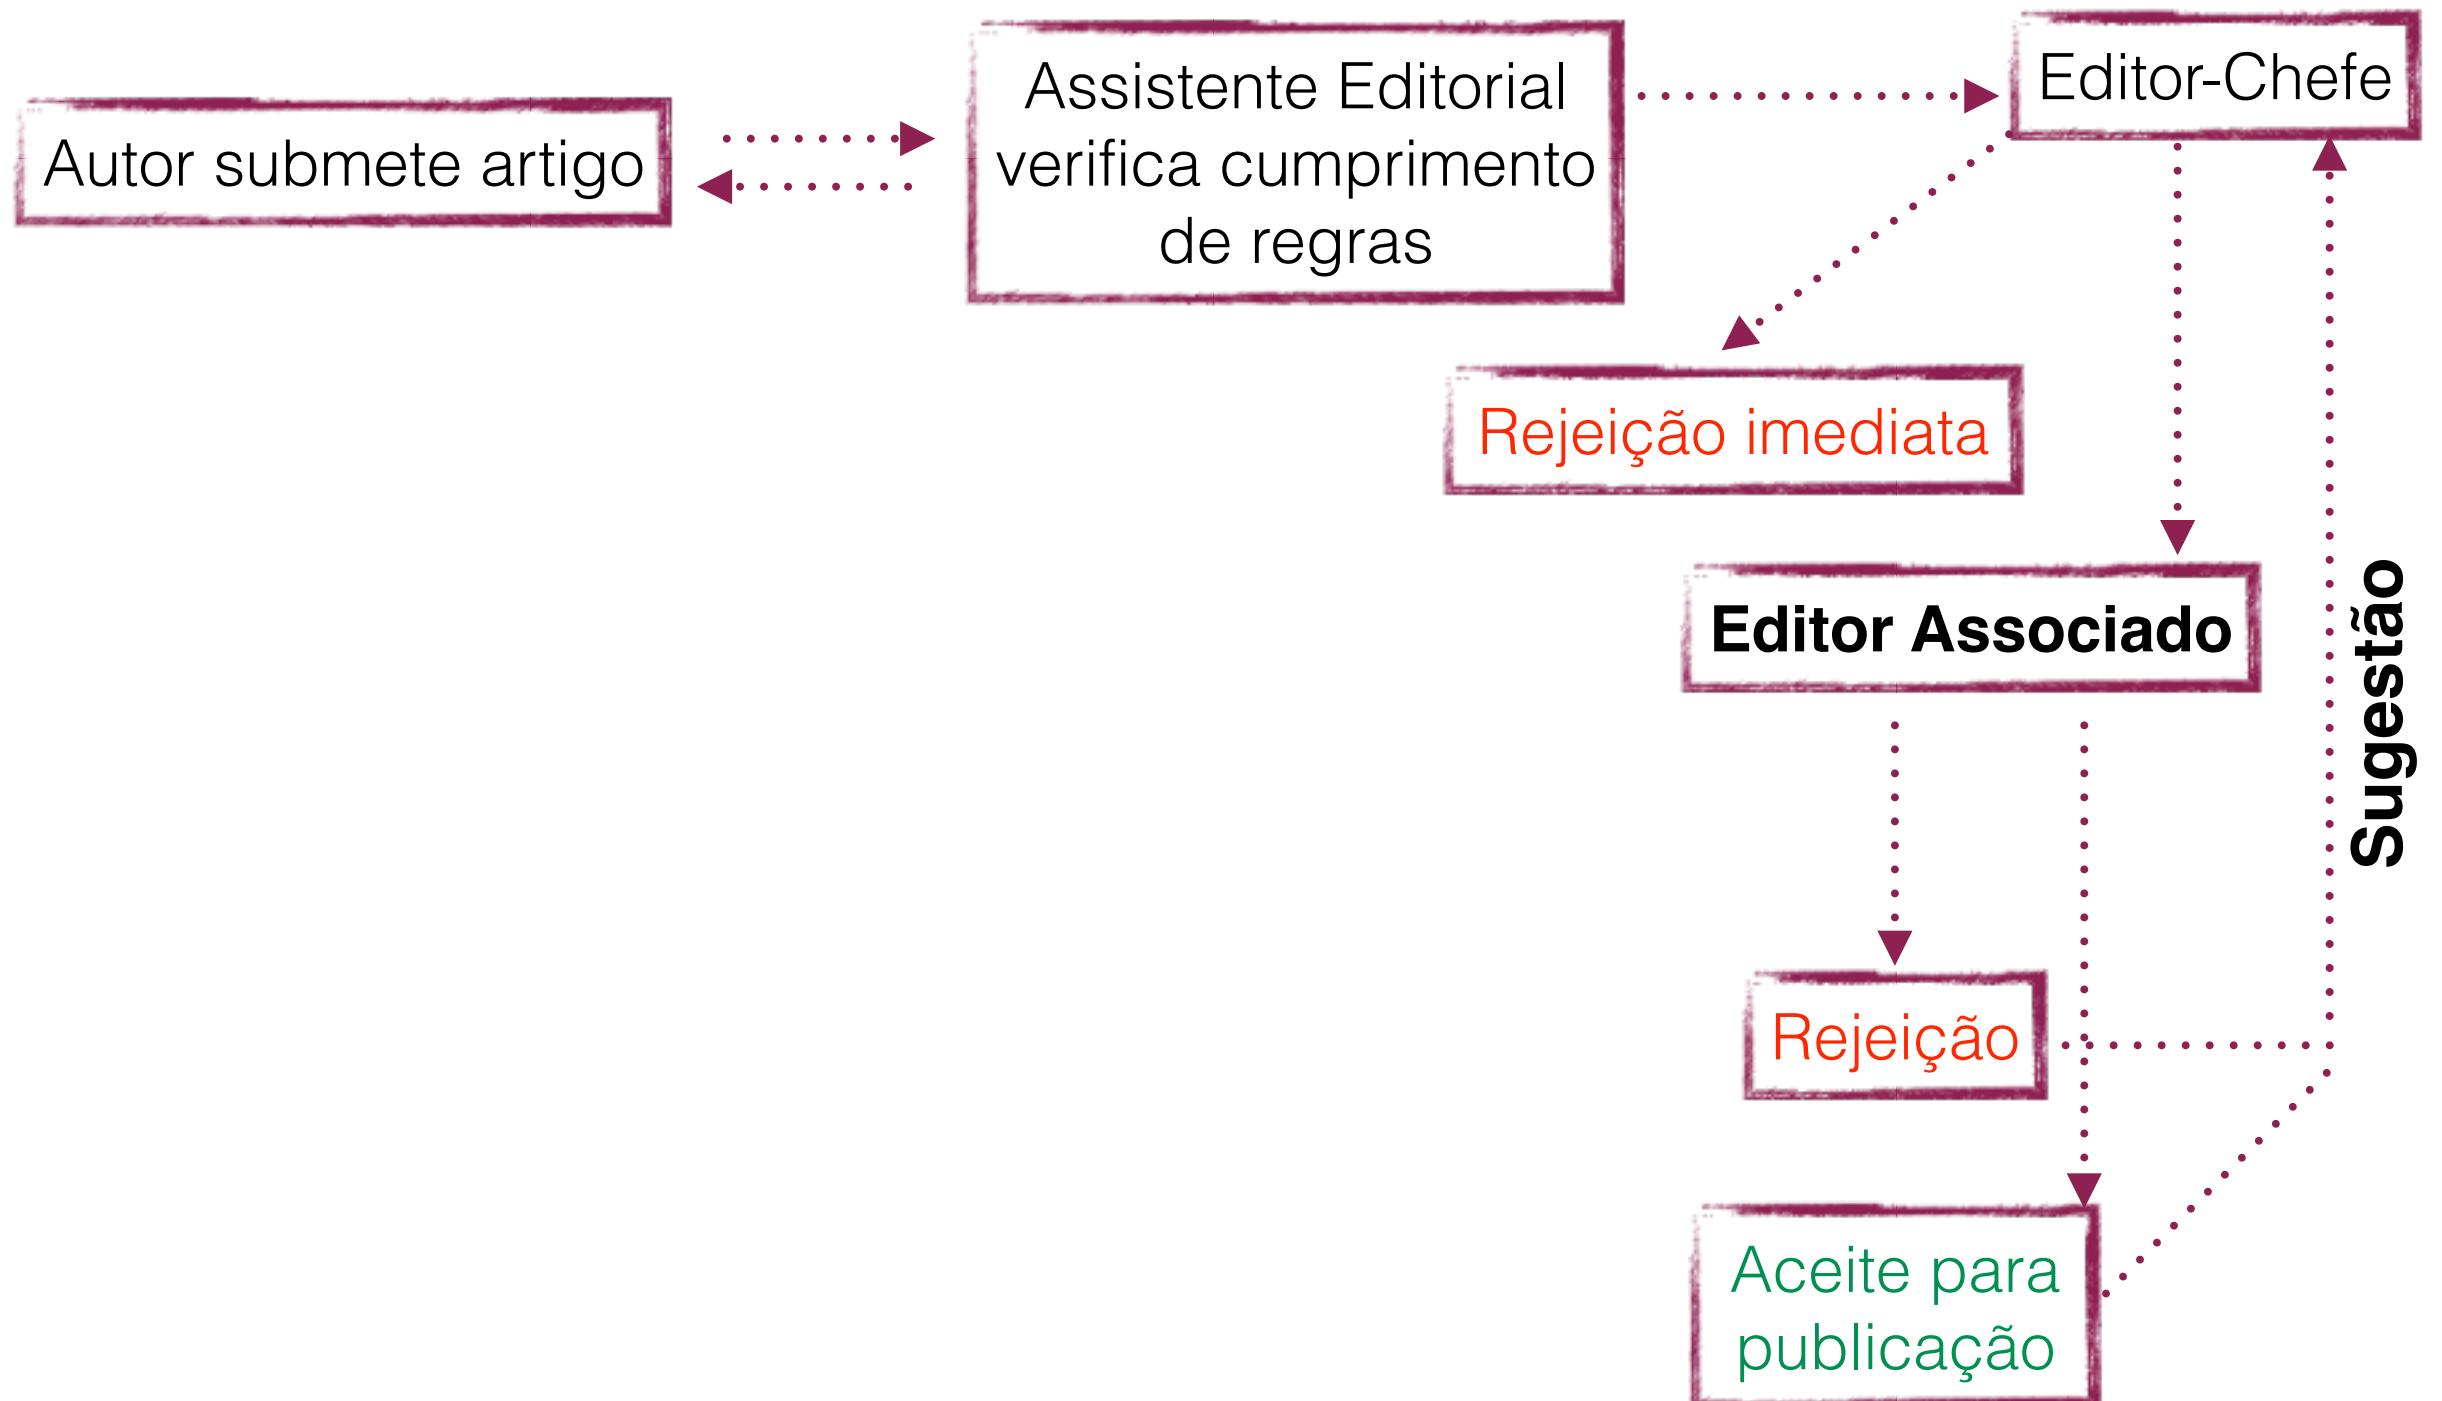 Autor submete artigo
Assistente Editorial
verifica cumprimento
de regras
Editor-Chefe
Rejeição imediata
Editor Associado
Sugestão
Rejeição
Aceite para
publicação